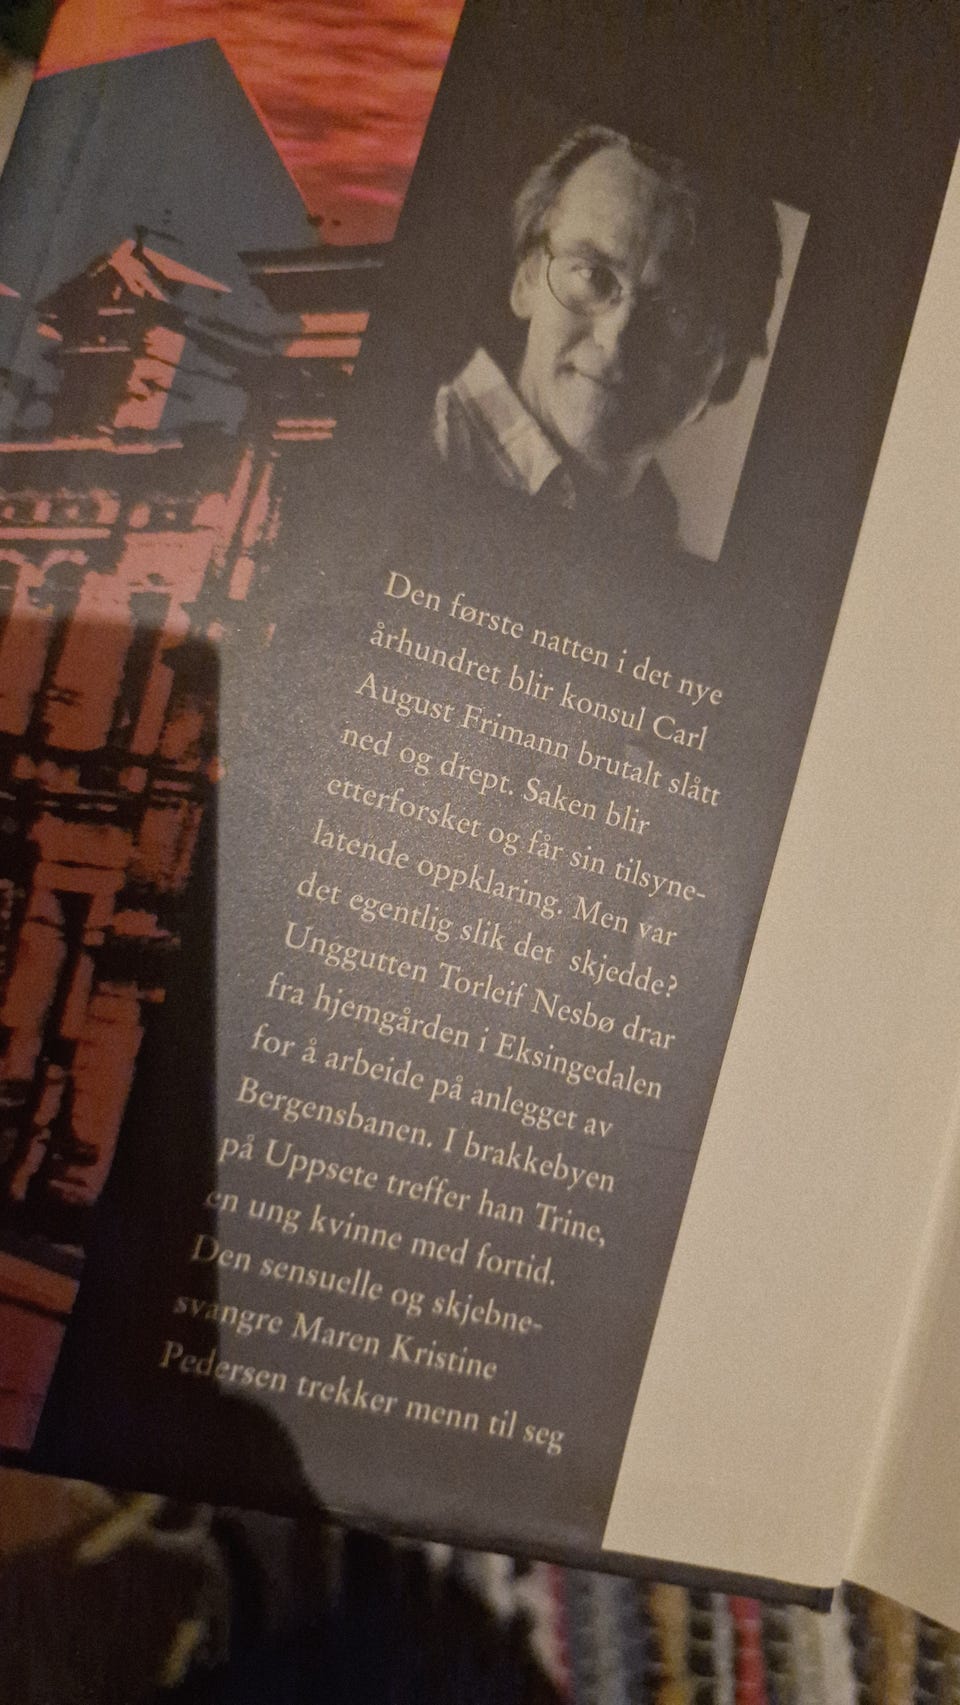 Den første natten i det nye
århundret blir konsul Carl
August Frimann brutalt slått
ned og drept. Saken blir
etterforsket og får sin tilsyne-
latende oppklaring. Men var
det egentlig slik det skjedde?
Unggutten Torleif Nesbø drar
fra hjemgården i Eksingedalen
for å arbeide på anlegget av
Bergensbanen. I brakkebyen
på Uppsete treffer han Trine,
en ung kvinne med fortid.
Den sensuelle og skjebne-
svangre Maren Kristine
Pedersen trekker menn til seg